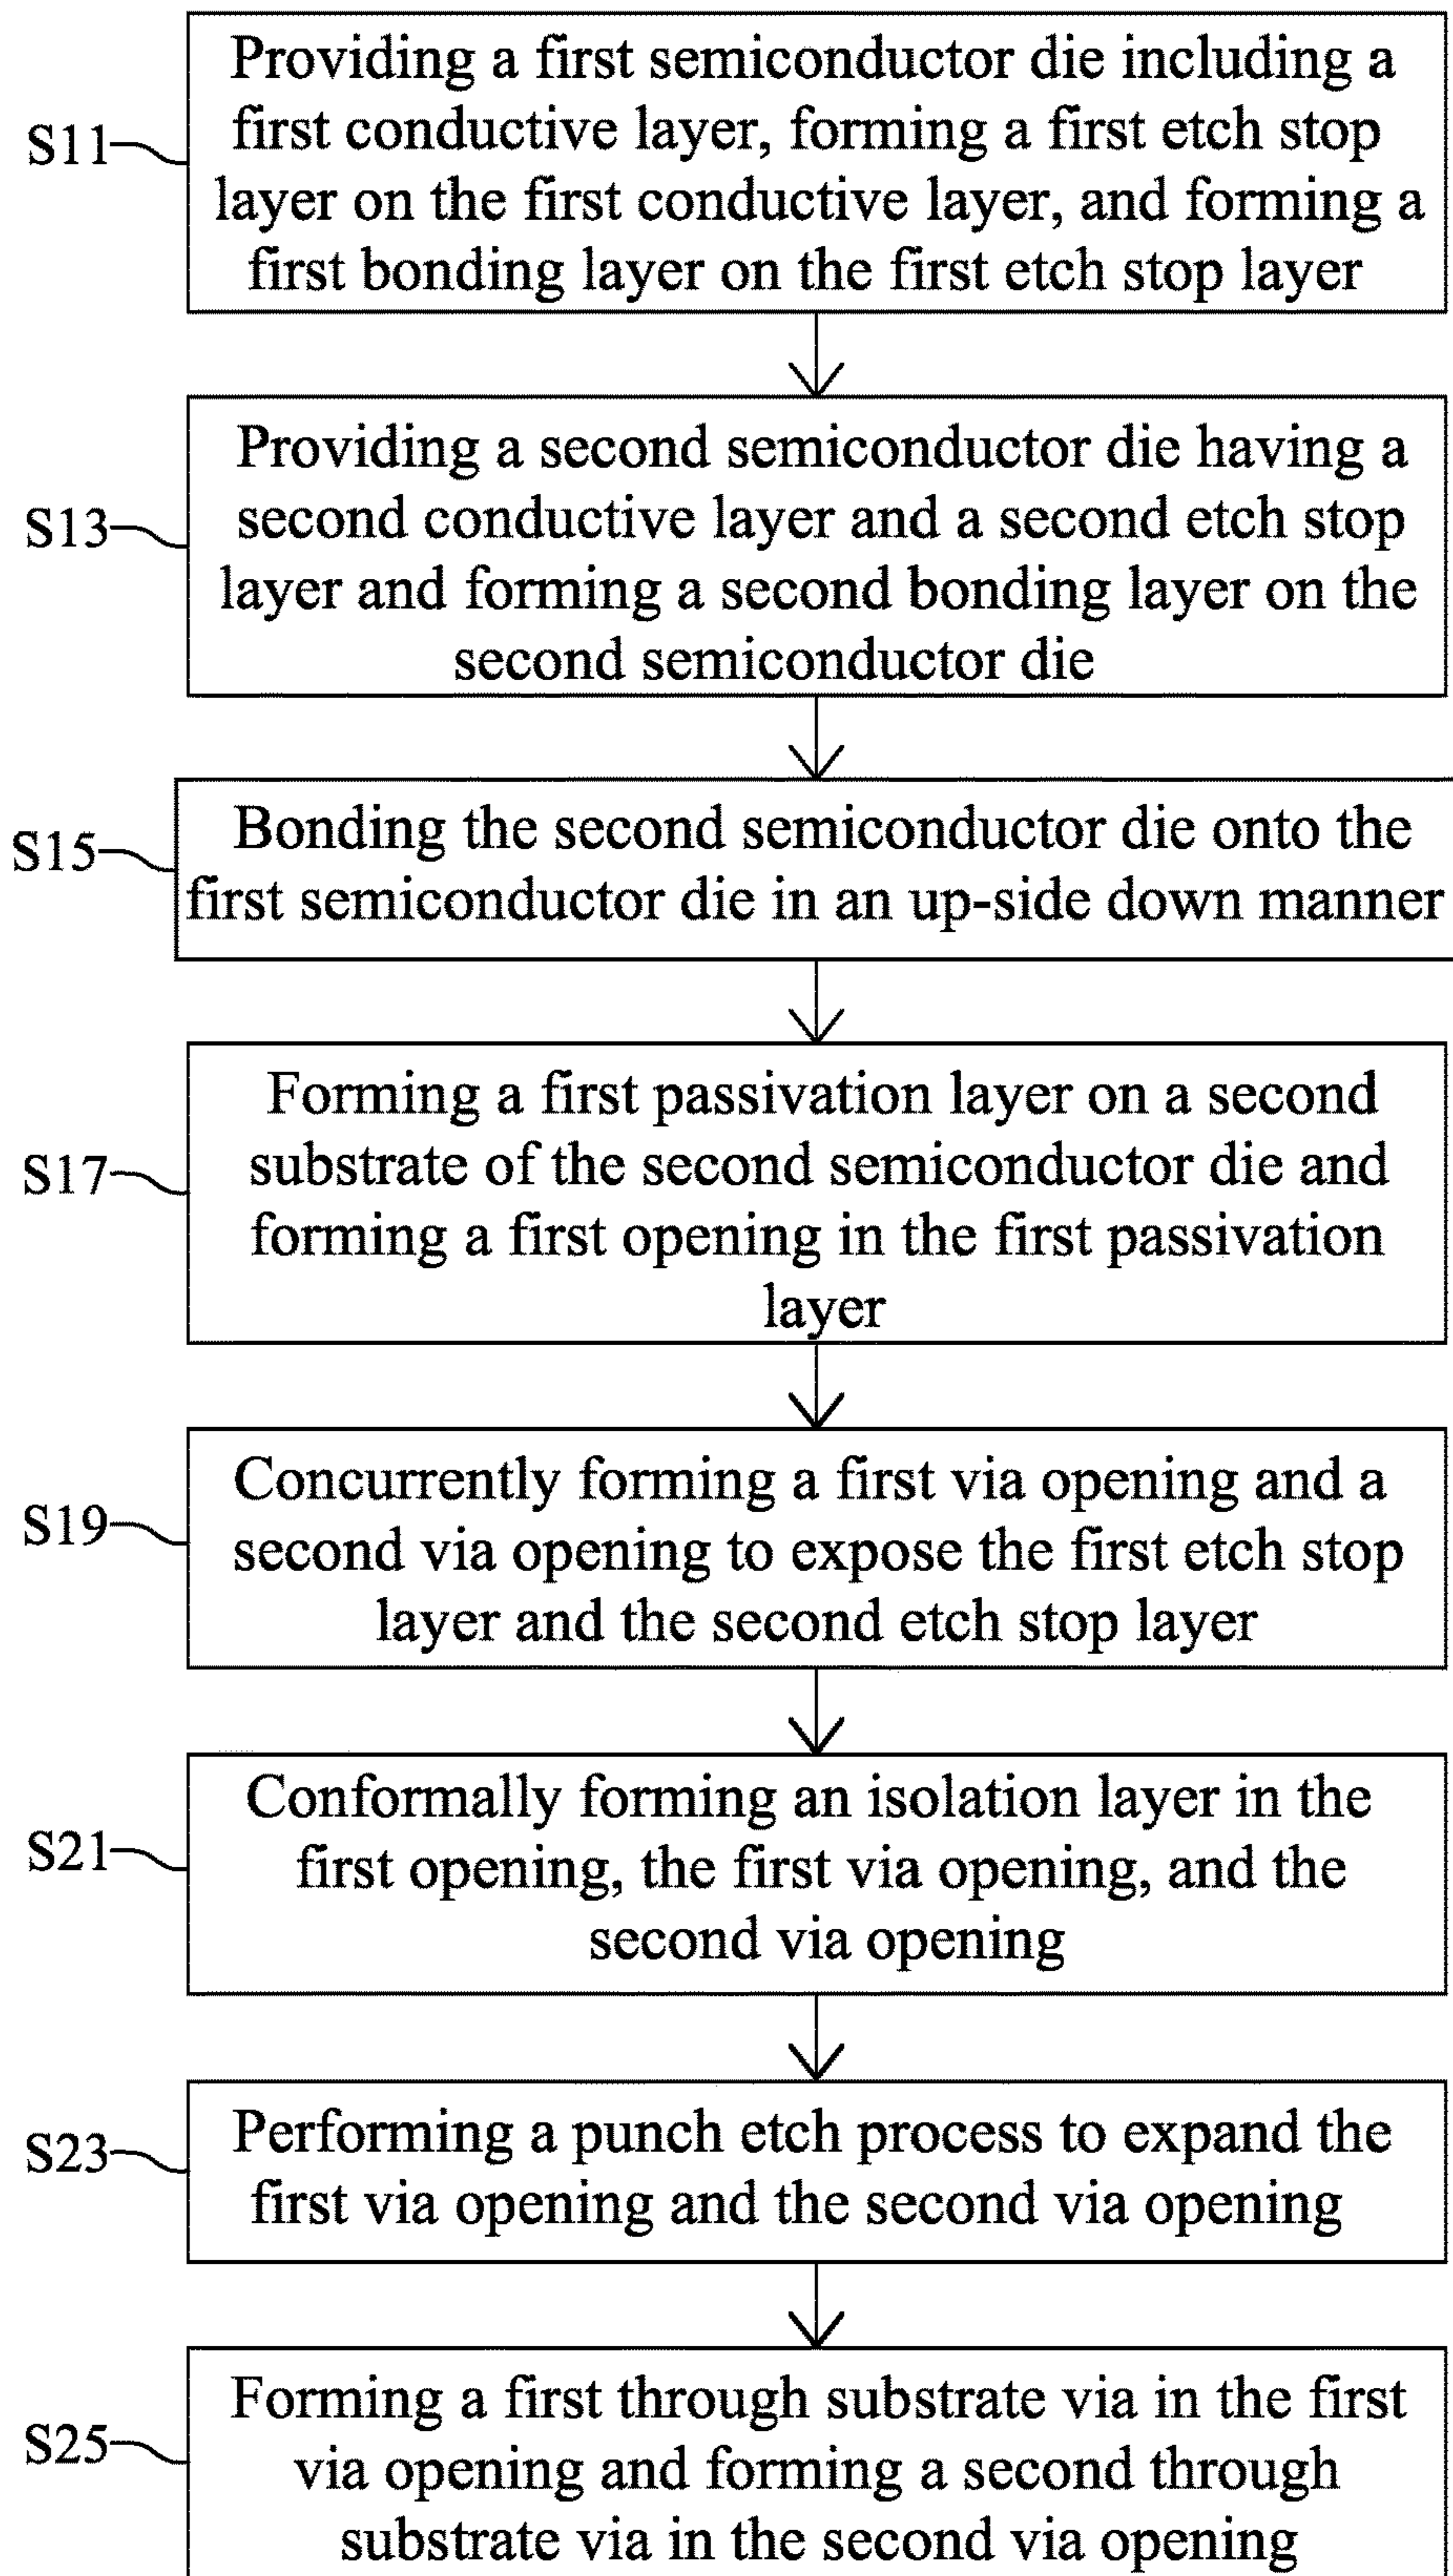 Providing a first semiconductor die including a
first conductive layer, forming a first etch stop
S11
layer on the first conductive layer, and forming a
first bonding layer on the first etch stop layer
Providing a second semiconductor die having a
second conductive layer and a second etch stop
S13
layer and forming a second bonding layer on the
second semiconductor die
Bonding the second semiconductor die onto the
S15
first semiconductor die in an up-side down manner
Forming a first passivation layer on a second
substrate of the second semiconductor die and
S17
forming a first opening in the first passivation
layer
Concurrently forming a first via opening and a
S19
second via opening to expose the first etch stop
layer and the second etch stop layer
Conformally forming an isolation layer in the
S21
first opening, the first via opening, and the
second via opening
Performing a punch etch process to expand the
S23
first via opening and the second via opening
Forming a first through substrate via in the first
S25
via opening and forming a second through
substrate via in the second via opening